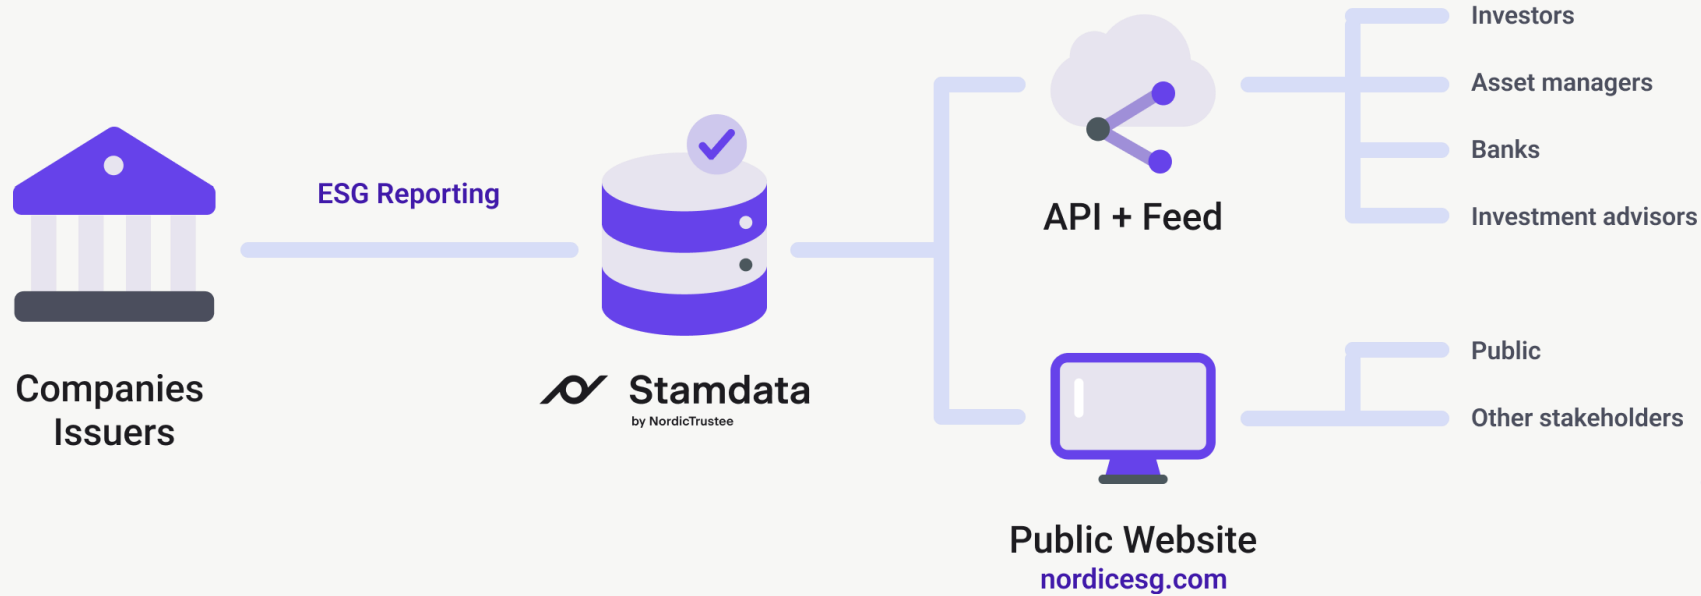 Companies
Issuers
ESG Reporting
Stamdata
by NordicTrustee
API + Feed
Investors
Asset managers
Banks
Investment advisors
Public Website
nordicesg.com
Public
Other stakeholders